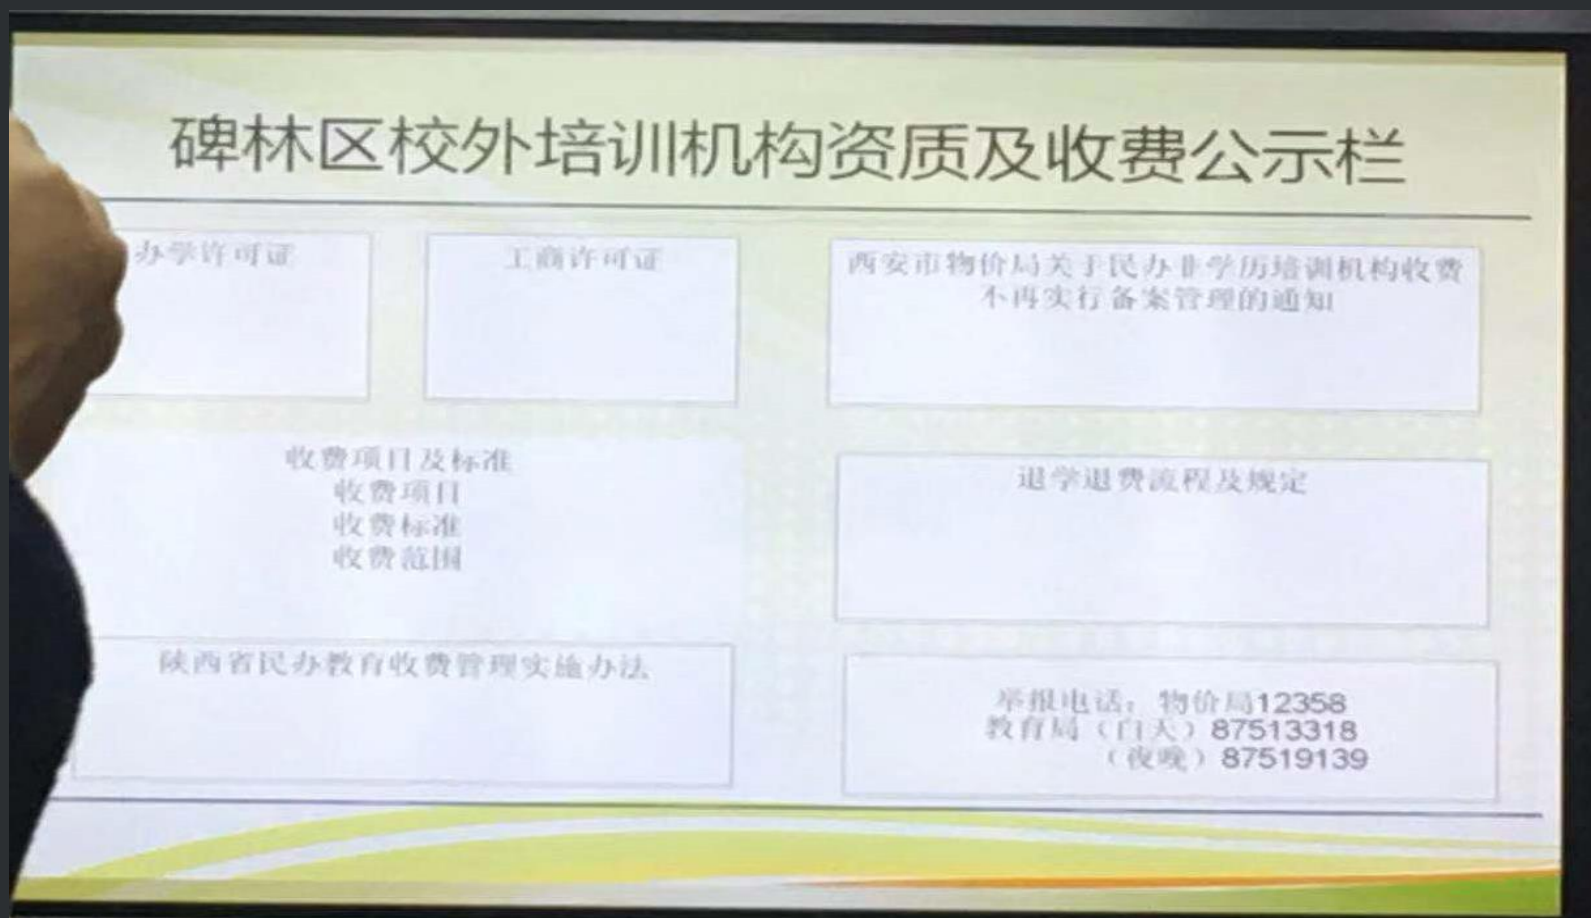 碑林区校外培训机构资质及收费公示栏
办学许可证
工商许可证
西安市物价局关于民办非学历培训机构收费
不再实行备案管理的通知
收费项目及标准
收费项目
收费标准
收费范围
退学退费流程及规定
陕西省民办教育收费管理实施办法
举报电话：物价局12358
教育局（白天）87513318
（夜晚）87519139